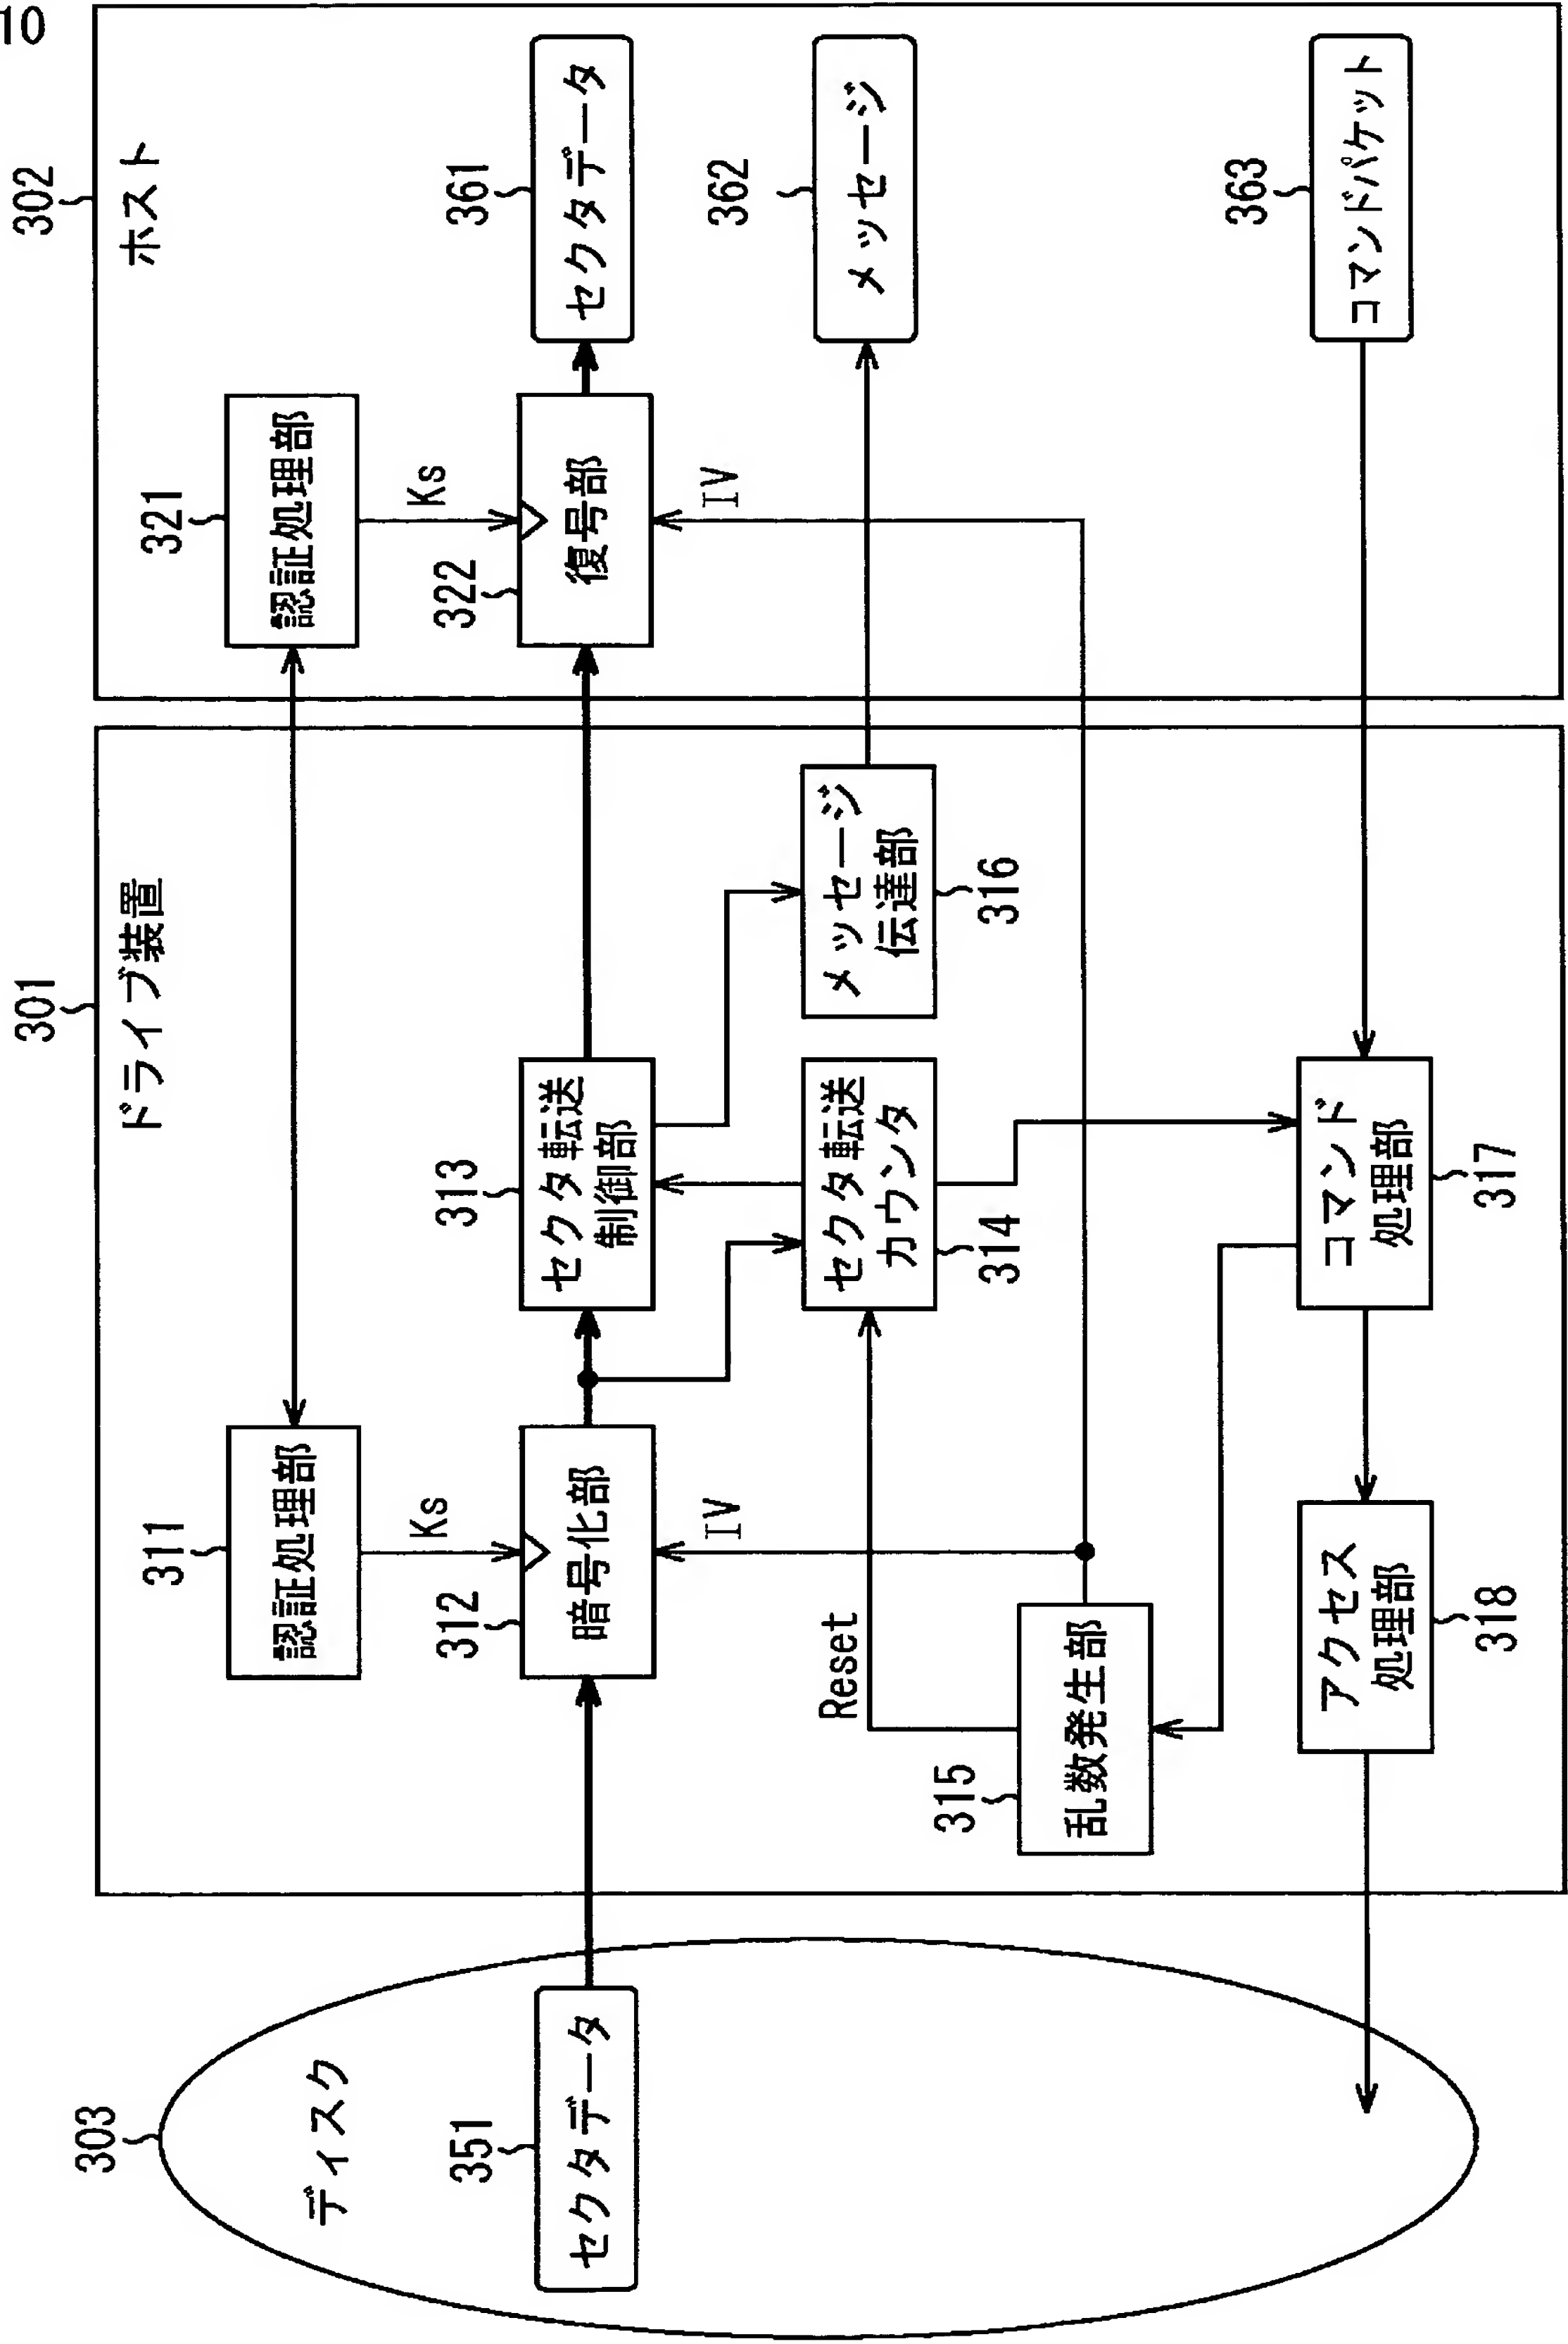 10
303
ディスク
351
セクタデータ
301
ドライブ装置
311
認証処理部
Ks
312
暗号化部
IV
313
セクタ転送
制御部
314
セクタ転送
カウンタ
Reset
315
乱数発生部
メッセージ
伝達部
316
コマンド
処理部
317
アクセス
処理部
318
302
ホスト
321
認証処理部
Ks
322
復号部
IV
361
セクタデータ
362
メッセージ
363
コマンドパケット